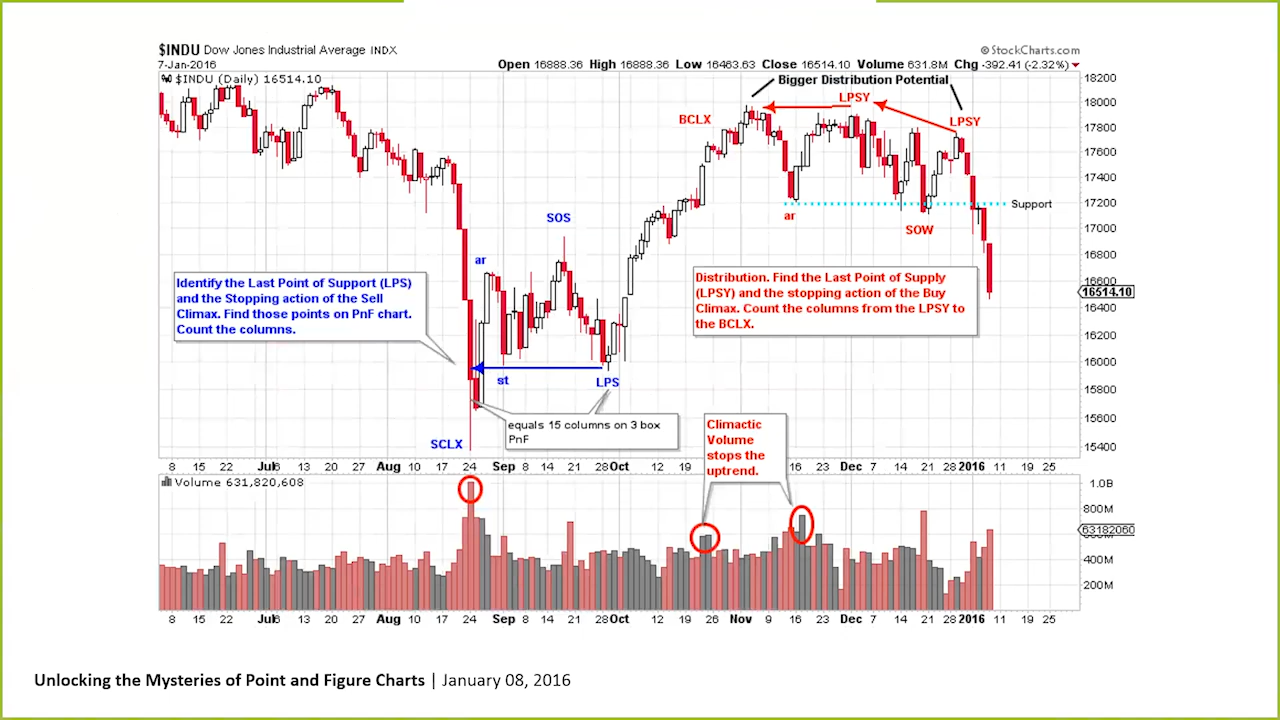 $INDU Dow Jones Industrial Average INDX
© StockCharts.com
7-Jan-2016
Open 16888.36 High 16888.36 Low 16463.63 Close 16514.10 Volume 631.8M Chg -392.41 (-2.32%)
$INDU (Daily) 16514.10
Bigger Distribution Potential
LPSY
BCLX
LPSY
18200
18000
17800
17600
17400
17200
17000
16800
16600
16514.10
16400
16200
16000
15800
15600
15400
Support
ar
SOW
SOS
ar
Identify the Last Point of Support (LPS)
and the Stopping action of the Sell
Climax. Find those points on PnF chart.
Count the columns.
Distribution. Find the Last Point of Supply
(LPSY) and the stopping action of the Buy
Climax. Count the columns from the LPSY to
the BCLX.
st
LPS
equals 15 columns on 3 box
PnF
SCLX
Climactic
Volume
stops the
uptrend.
8 15 22 Jul6 13 20 27 Aug 10 17 24 Sep 8 14 21 28 Oct 12 19 26 16 23 Dec 7 14 21 28 2016 11 19 25
Volume 631,820,608
1.0B
800M
63182060
400M
200M
8 15 22 Jul6 13 20 27 Aug 10 17 24 Sep 8 14 21 28 Oct 12 19 26 Nov 9 16 23 Dec 7 14 21 28 2016 11 19 25
Unlocking the Mysteries of Point and Figure Charts | January 08, 2016